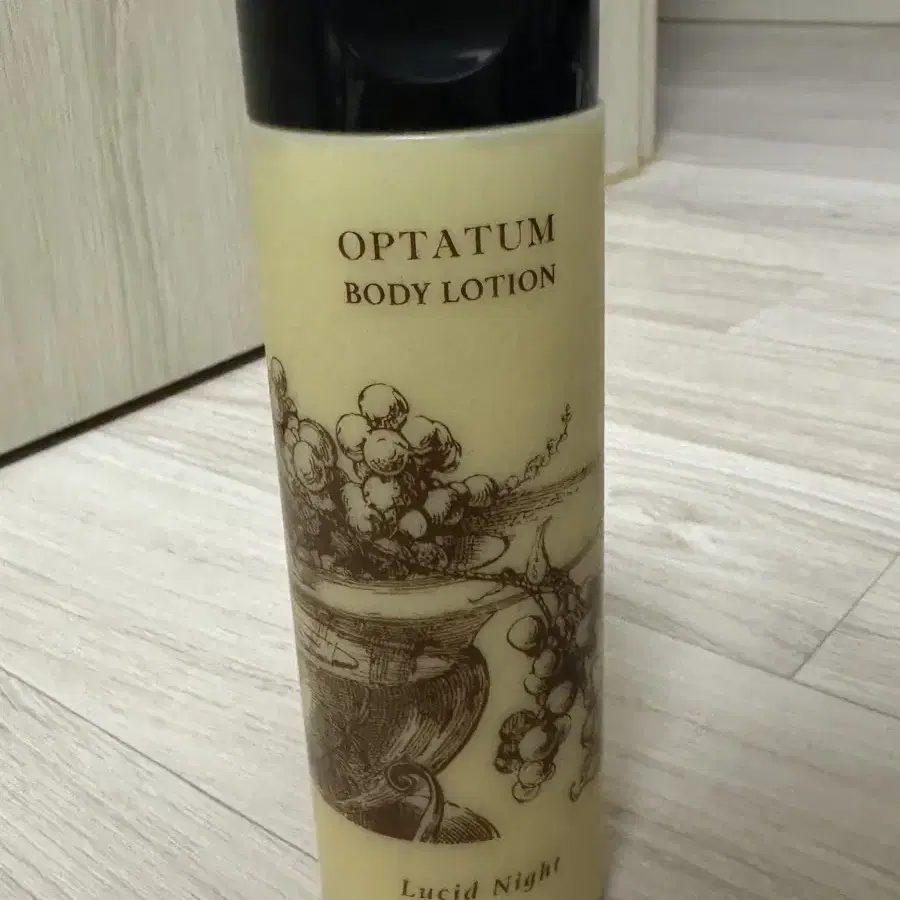 OPTATUM
BODY LOTION
Lucid Night